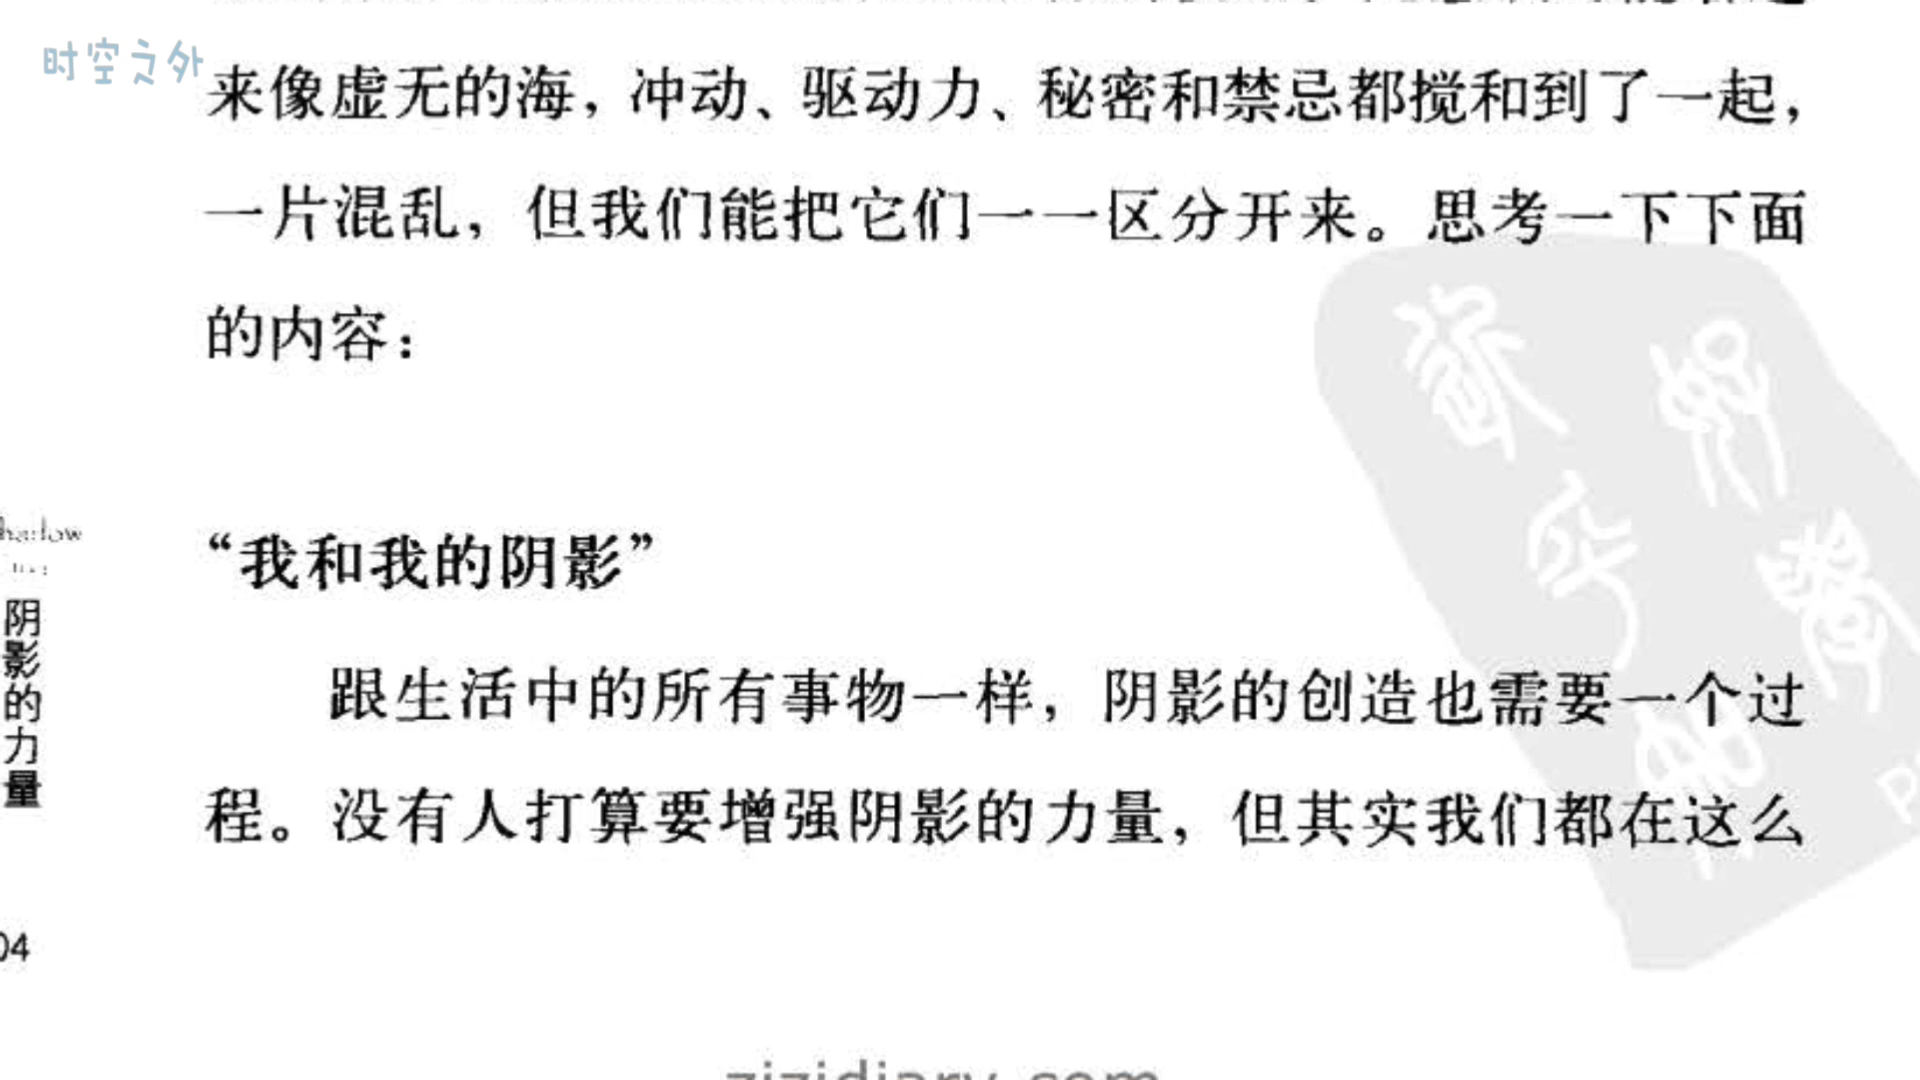 时空之外
来像虚无的海，冲动、驱动力、秘密和禁忌都搅和到了一起，
一片混乱，但我们能把它们一一区分开来。思考一下下面
的内容：
“我和我的阴影”
跟生活中的所有事物一样，阴影的创造也需要一个过
程。没有人打算要增强阴影的力量，但其实我们都在这么
阴影的力量
04
zizidiary.com